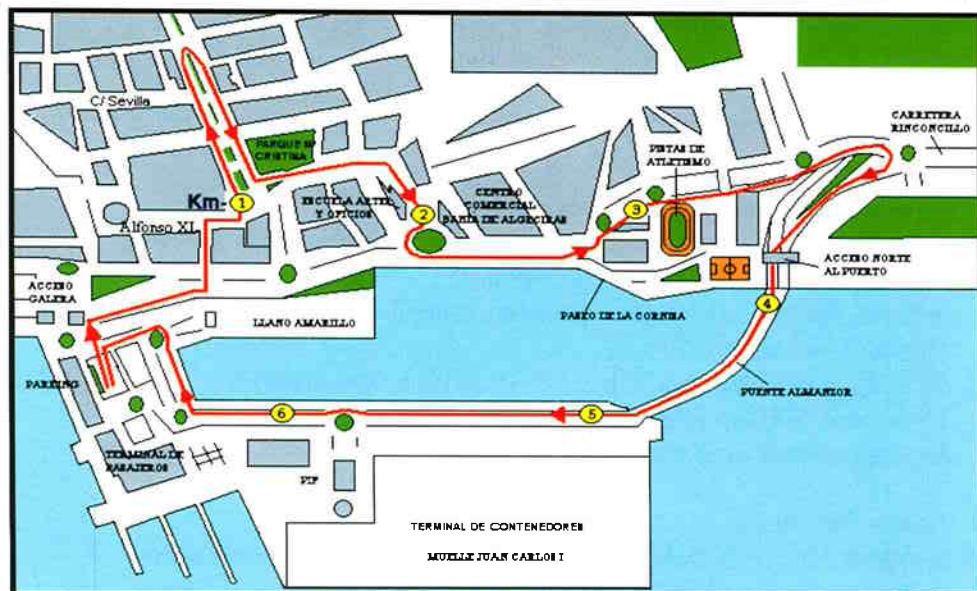 C/ Sevilla
PARQUE Mª
CRISTINA
CARRETERA
RINCONCILLO
PISTAS DE
ATLETISMO
Km-
1
ESCUELA ARTES
Y OFICIOS
2
CENTRO
COMERCIAL
BAHIA DE ALGECIRAS
3
Alfonso XI
ACCESO
GALERA
ACCESO NORTE
AL PUERTO
4
LLANO AMARILLO
PASEO DE LA CORNISA
PARKING
PUENTE ALMANZOR
6
5
TERMINAL DE
PASAJEROS
PIF
TERMINAL DE CONTENEDORES
MUELLE JUAN CARLOS I